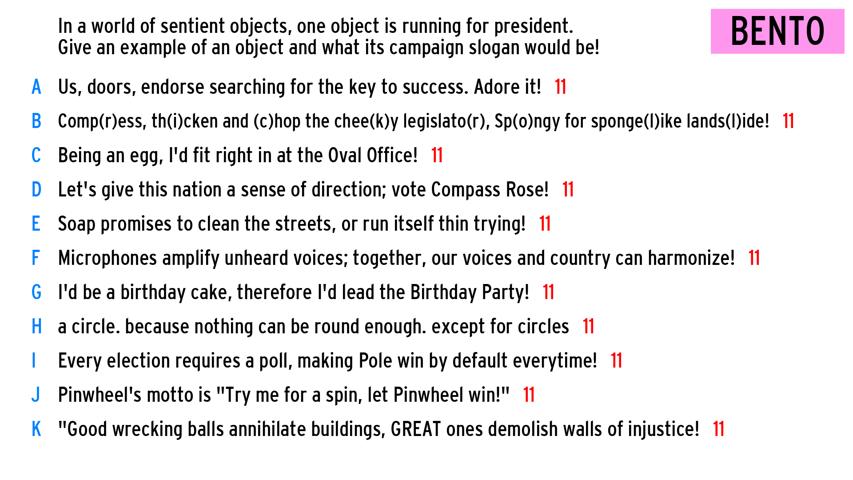 In a world of sentient objects, one object is running for president.
Give an example of an object and what its campaign slogan would be!
BENTO
A Us, doors, endorse searching for the key to success. Adore it! 11
B Comp(r)ess, th(i)cken and (c)hop the chee(k)y legislato(r), Sp(o)ngy for sponge(l)ike lands(l)ide! 11
C Being an egg, I'd fit right in at the Oval Office! 11
D Let's give this nation a sense of direction; vote Compass Rose! 11
E Soap promises to clean the streets, or run itself thin trying! 11
F Microphones amplify unheard voices; together, our voices and country can harmonize! 11
G I'd be a birthday cake, therefore I'd lead the Birthday Party! 11
H a circle. because nothing can be round enough. except for circles 11
I Every election requires a poll, making Pole win by default everytime! 11
J Pinwheel's motto is "Try me for a spin, let Pinwheel win!" 11
K "Good wrecking balls annihilate buildings, GREAT ones demolish walls of injustice! 11